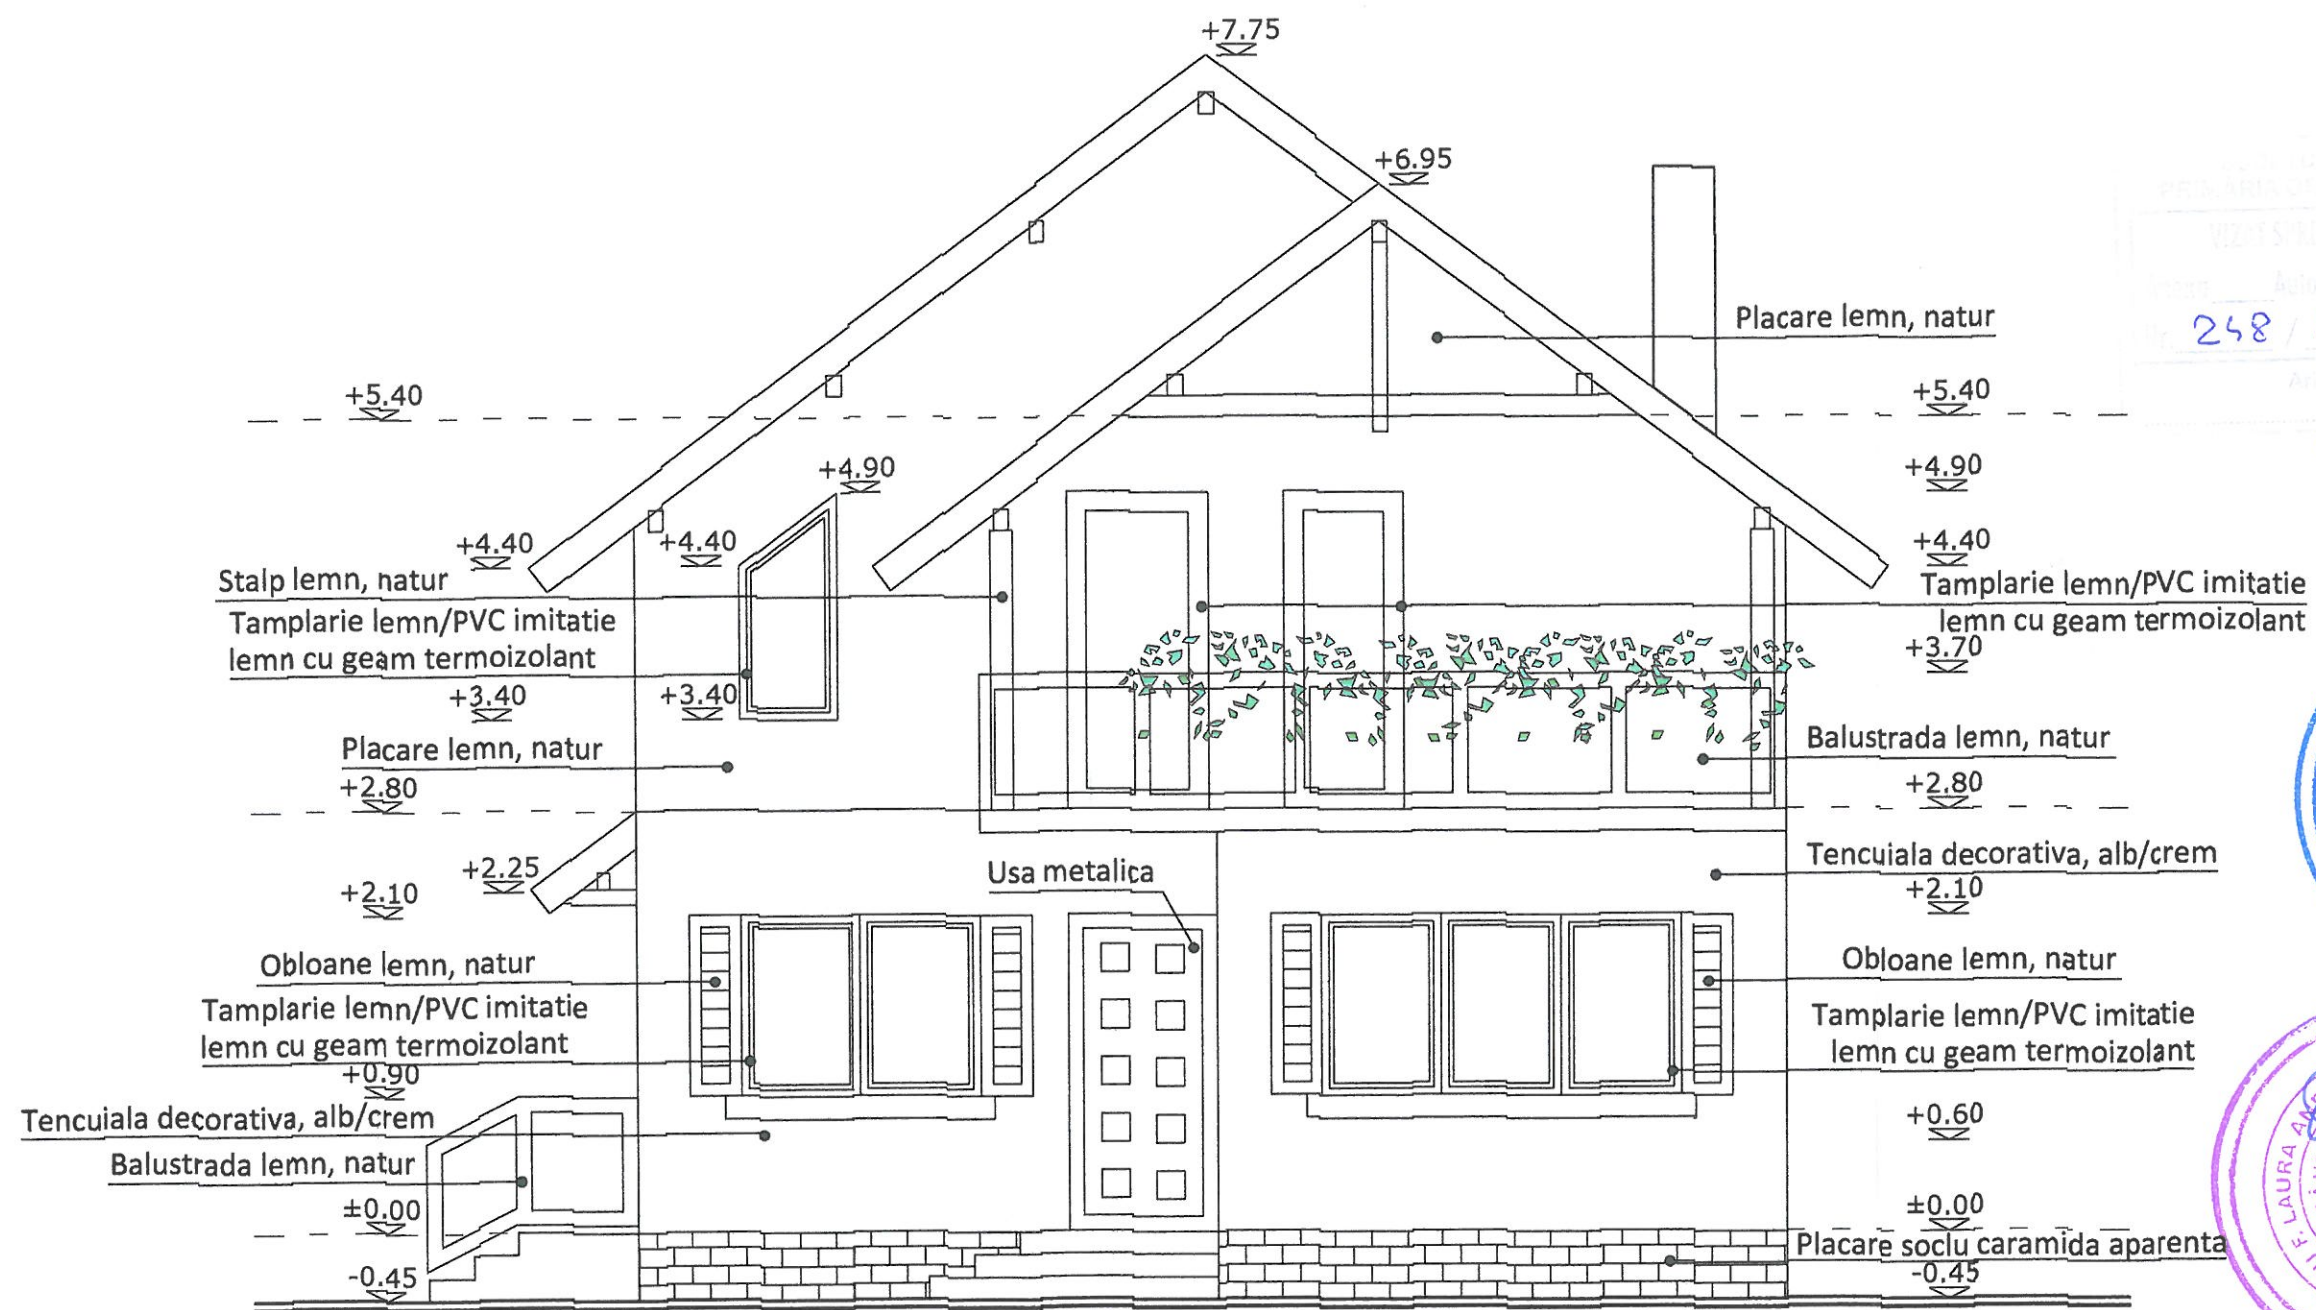 +7.75
+6.95
PRIMARIA
248 /
Placare lemn, natur
+5.40
+5.40
+4.90
+4.90
+4.40
+4.40
+4.40
Stalp lemn, natur
Tamplarie lemn/PVC imitatie
lemn cu geam termoizolant
Tamplarie lemn/PVC imitatie
lemn cu geam termoizolant
+3.70
+3.40
+3.40
Placare lemn, natur
Balustrada lemn, natur
+2.80
+2.80
Tencuiala decorativa, alb/crem
+2.25
Usa metalica
+2.10
+2.10
Obloane lemn, natur
Obloane lemn, natur
Tamplarie lemn/PVC imitatie
lemn cu geam termoizolant
Tamplarie lemn/PVC imitatie
lemn cu geam termoizolant
+0.90
Tencuiala decorativa, alb/crem
+0.60
Balustrada lemn, natur
±0.00
±0.00
Placare soclu caramida aparenta
-0.45
-0.45
F. LAURA